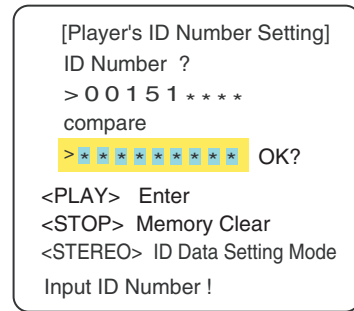 [Player's ID Number Setting]
ID Number ?
>00151****
compare
>********* OK?
<PLAY> Enter
<STOP> Memory Clear
<STEREO> ID Data Setting Mode
Input ID Number !